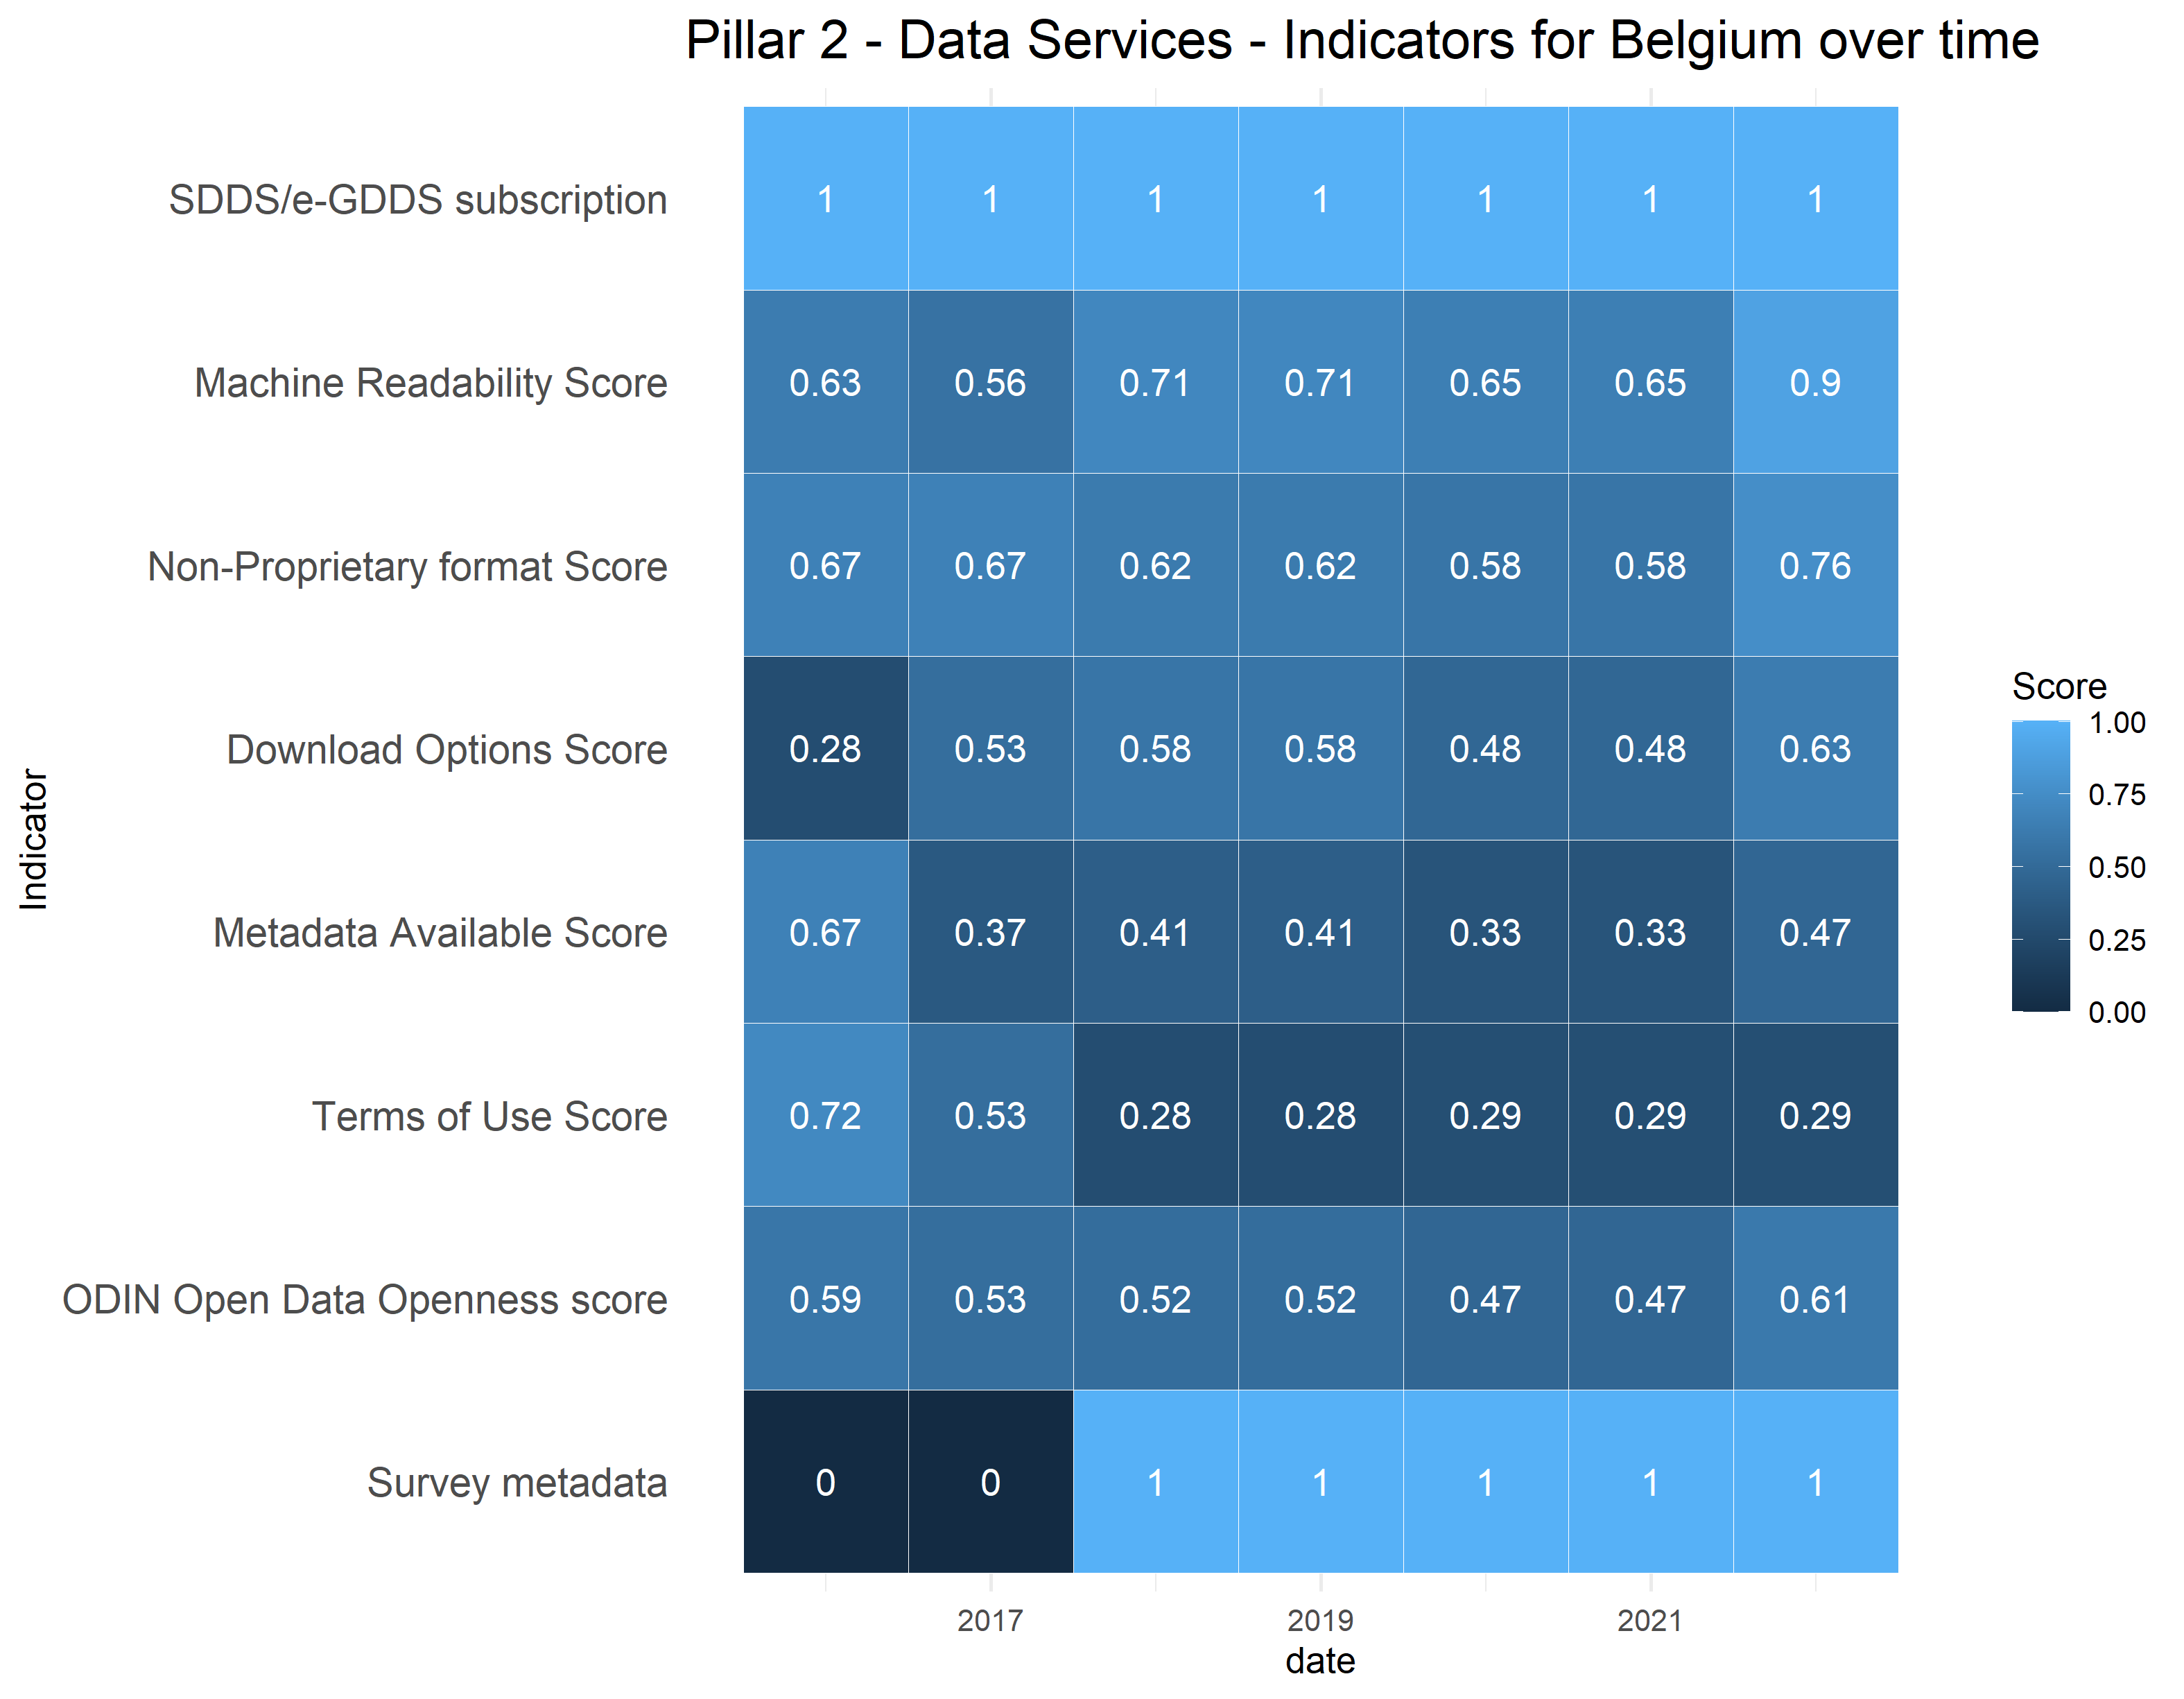 Pillar 2 - Data Services - Indicators for Belgium over time
SDDS/e-GDDS subscription 1 1 1 1 1 1 1
Machine Readability Score 0.63 0.56 0.71 0.71 0.65 0.65 0.9
Non-Proprietary format Score 0.67 0.67 0.62 0.62 0.58 0.58 0.76
Download Options Score 0.28 0.53 0.58 0.58 0.48 0.48 0.63
Metadata Available Score 0.67 0.37 0.41 0.41 0.33 0.33 0.47
Terms of Use Score 0.72 0.53 0.28 0.28 0.29 0.29 0.29
ODIN Open Data Openness score 0.59 0.53 0.52 0.52 0.47 0.47 0.61
Survey metadata 0 0 1 1 1 1 1
2017 2019 2021
date
Indicator
Score
1.00
0.75
0.50
0.25
0.00